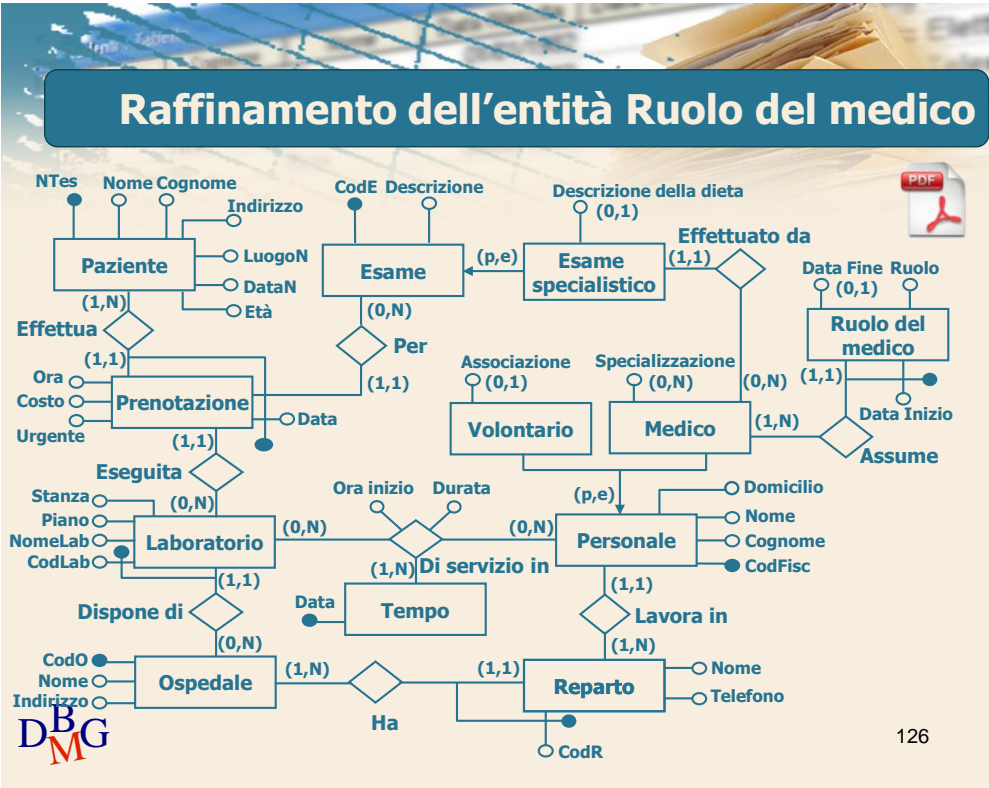 Raffinamento dell'entità Ruolo del medico
PDF
NTes
Nome Cognome
Indirizzo
LuogoN
DataN
Età
Paziente
(1,N)
Effettua
(1,1)
CodE Descrizione
Esame
(0,N)
Per
(1,1)
(p,e)
Descrizione della dieta
(0,1)
Esame
specialistico
(1,1)
Effettuato da
(0,N)
Data Fine Ruolo
(0,1)
Ruolo del
medico
(1,1)
Data Inizio
(1,N)
Assume
Ora
Costo
Urgente
Prenotazione
Data
(1,1)
Eseguita
(0,N)
Associazione
(0,1)
Volontario
Specializzazione
(0,N)
Medico
(p,e)
Stanza
Piano
NomeLab
CodLab
Laboratorio
(0,N)
Ora inizio Durata
(0,N)
(1,N)
Di servizio in
Data
Tempo
Personale
Domicilio
Nome
Cognome
CodFisc
(1,1)
Dispone di
(0,N)
(1,1)
Lavora in
(1,N)
CodO
Nome
Indirizzo
Ospedale
(1,N)
Ha
(1,1)
Reparto
Nome
Telefono
CodR
DBMG
126